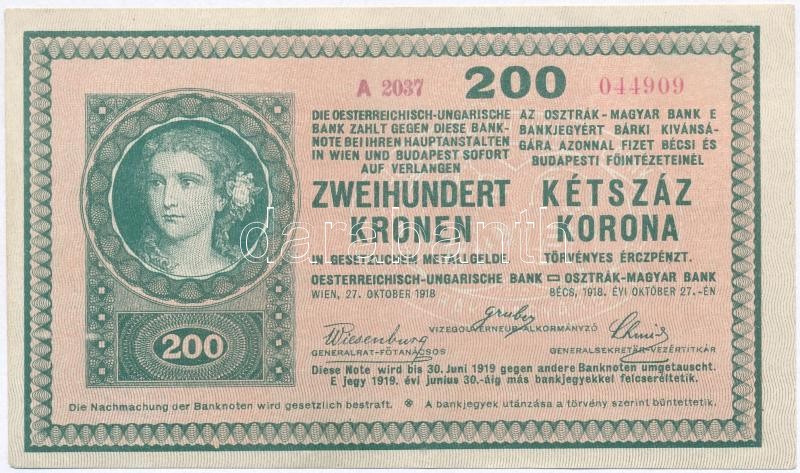 A 2037 200 044909
DIE OESTERREICHISCH-UNGARISCHE
BANK ZAHLT GEGEN DIESE BANK-
NOTE BEI IHREN HAUPTANSTALTEN
IN WIEN UND BUDAPEST SOFORT
AUF VERLANGEN
ZWEIHUNDERT
KRONEN
IN GESETZLICHEM METALLGELDE.
OESTERREICHISCH-UNGARISCHE BANK
WIEN, 27. OKTOBER 1918
AZ OSZTRÁK-MAGYAR BANK E
BANKJEGYÉRT BÁRKI KIVÁNSÁ-
GÁRA AZONNAL FIZET BÉCSI ÉS
BUDAPESTI FŐINTÉZETEINÉL
KÉTSZÁZ
KORONA
TÖRVÉNYES ÉRCZPÉNZT.
OSZTRÁK-MAGYAR BANK
BÉCS, 1918. ÉVI OKTÓBER 27.-ÉN
darabanth
Gruber
VIZEGOUVERNEUR-ALKORMÁNYZÓ
Wiesenburg
GENERALRAT-FŐTANÁCSOS
Schmid
GENERALSEKRETÄR-VEZÉRTITKÁR
200
Diese Note wird bis 30. Juni 1919 gegen andere Banknoten umgetauscht.
E jegy 1919. évi junius 30.-áig más bankjegyekkel felcseréltetik.
Die Nachmachung der Banknoten wird gesetzlich bestraft. ※ A bankjegyek utánzása a törvény szerint büntettetik.